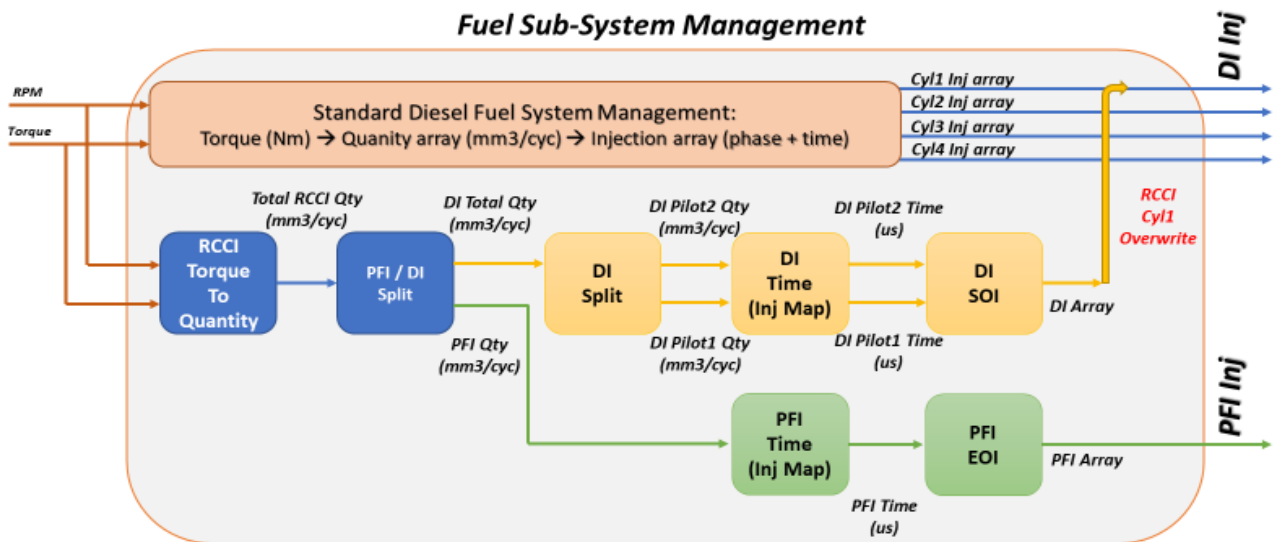 Fuel Sub-System Management
DI Inj
RPM
Torque
Standard Diesel Fuel System Management:
Torque (Nm) → Quanity array (mm3/cyc) → Injection array (phase + time)
Cyl1 Inj array
Cyl2 Inj array
Cyl3 Inj array
Cyl4 Inj array
RCCI
Cyl1
Overwrite
Total RCCI Qty
(mm3/cyc)
DI Total Qty
(mm3/cyc)
DI Pilot2 Qty
(mm3/cyc)
DI Pilot2 Time
(us)
RCCI
Torque
To
Quantity
PFI / DI
Split
DI
Split
DI
Time
(Inj Map)
DI
SOI
DI Array
PFI Qty
(mm3/cyc)
DI Pilot1 Qty
(mm3/cyc)
DI Pilot1 Time
(us)
PFI
Time
(Inj Map)
PFI
EOI
PFI Array
PFI Inj
PFI Time
(us)